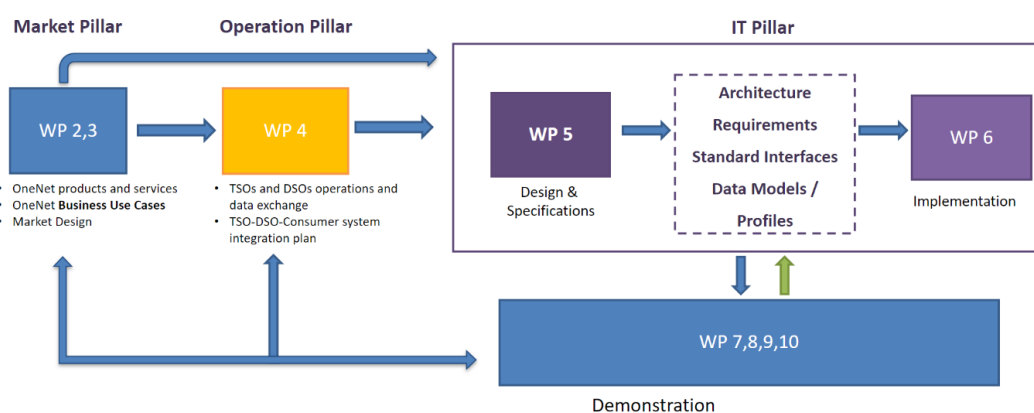 Market Pillar
Operation Pillar
IT Pillar
WP 2,3
WP 4
WP 5
Architecture
Requirements
Standard Interfaces
Data Models /
Profiles
WP 6
Design &
Specifications
Implementation
• OneNet products and services
• OneNet Business Use Cases
• Market Design
• TSOs and DSOs operations and
data exchange
• TSO-DSO-Consumer system
integration plan
WP 7,8,9,10
Demonstration